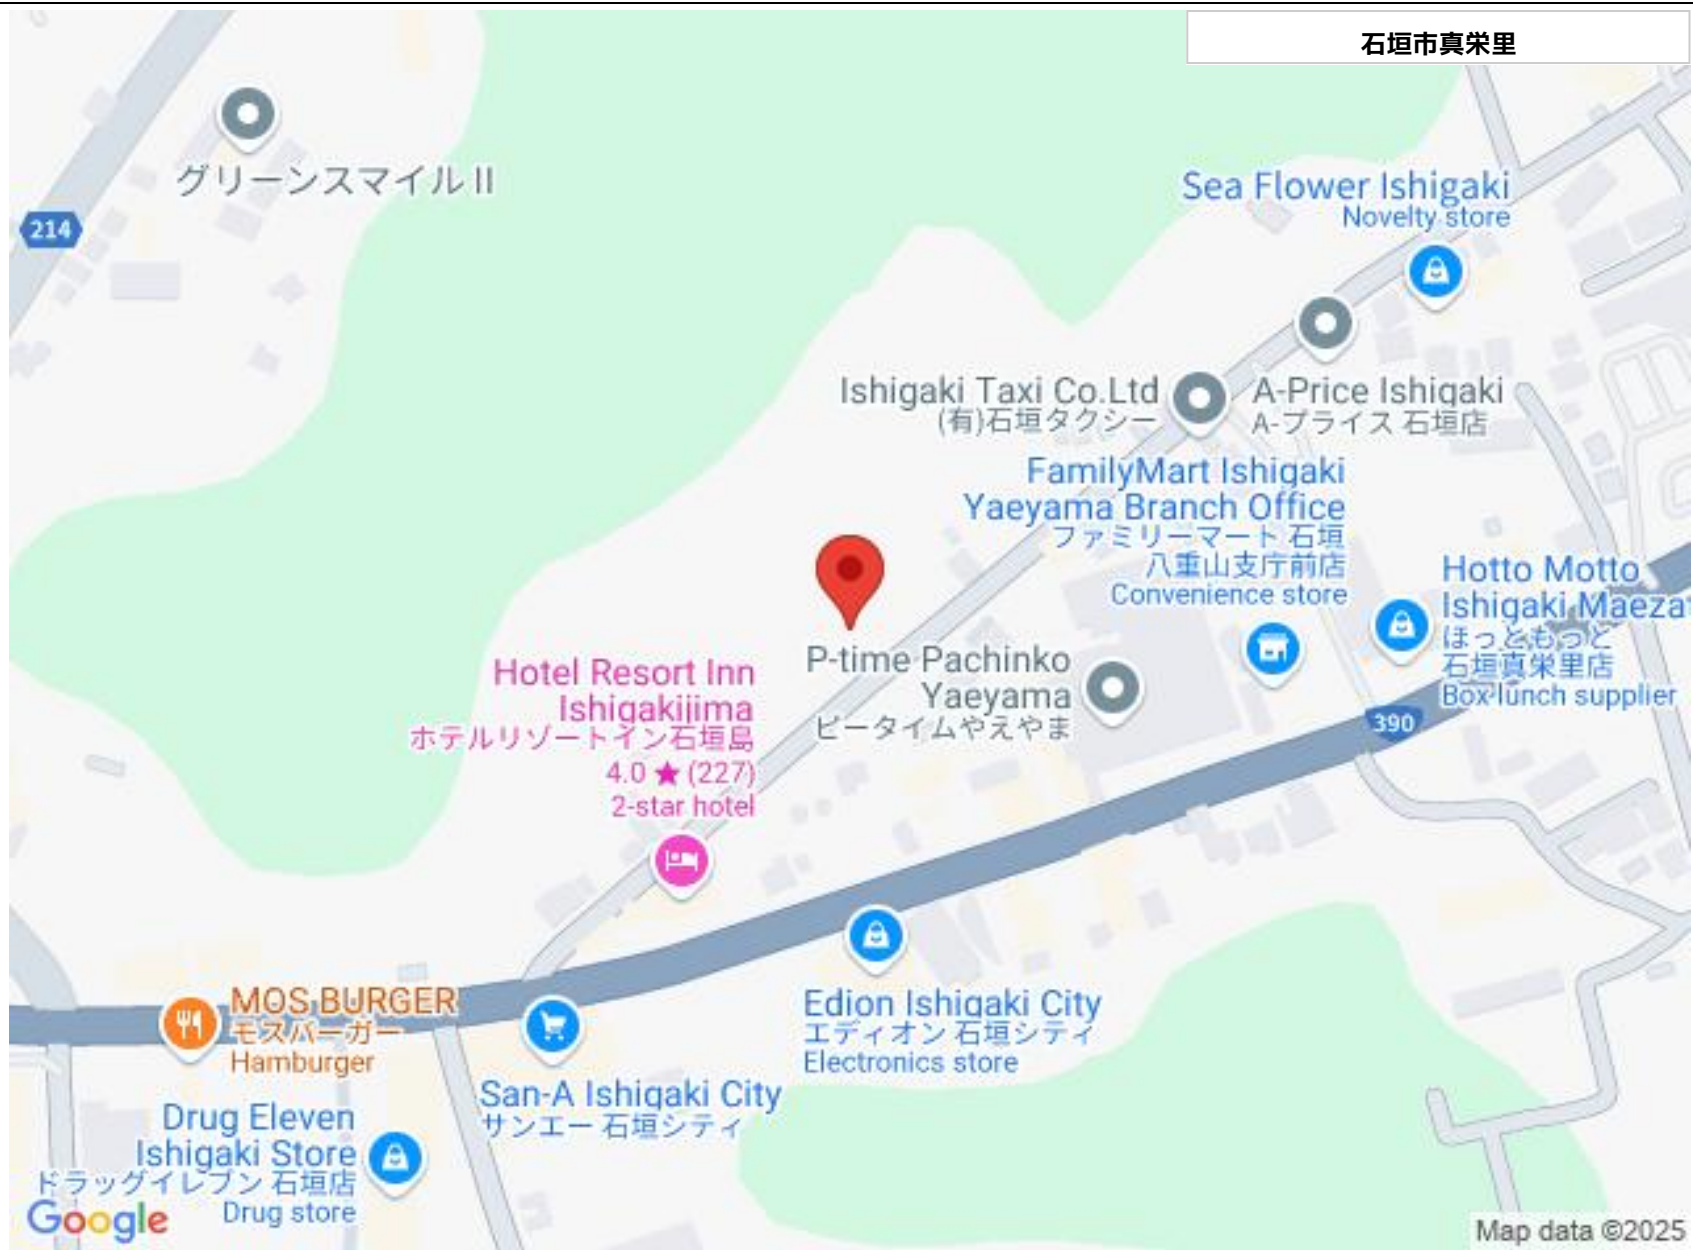 石垣市真栄里
グリーンスマイル II
214
Sea Flower Ishigaki
Novelty store
Ishigaki Taxi Co.Ltd
(有)石垣タクシー
A-Price Ishigaki
A-プライス 石垣店
FamilyMart Ishigaki
Yaeyama Branch Office
ファミリーマート 石垣
八重山支庁前店
Convenience store
Hotto Motto
Ishigaki Maezat
ほっともっと
石垣真栄里店
Box lunch supplier
P-time Pachinko
Yaeyama
ピータイムやえやま
Hotel Resort Inn
Ishigakijima
ホテルリゾートイン石垣島
4.0 ★ (227)
2-star hotel
390
MOS BURGER
モスバーガー
Hamburger
Edion Ishigaki City
エディオン 石垣シティ
Electronics store
San-A Ishigaki City
サンエー 石垣シティ
Drug Eleven
Ishigaki Store
ドラッグイレブン 石垣店
Drug store
Google
Map data ©2025